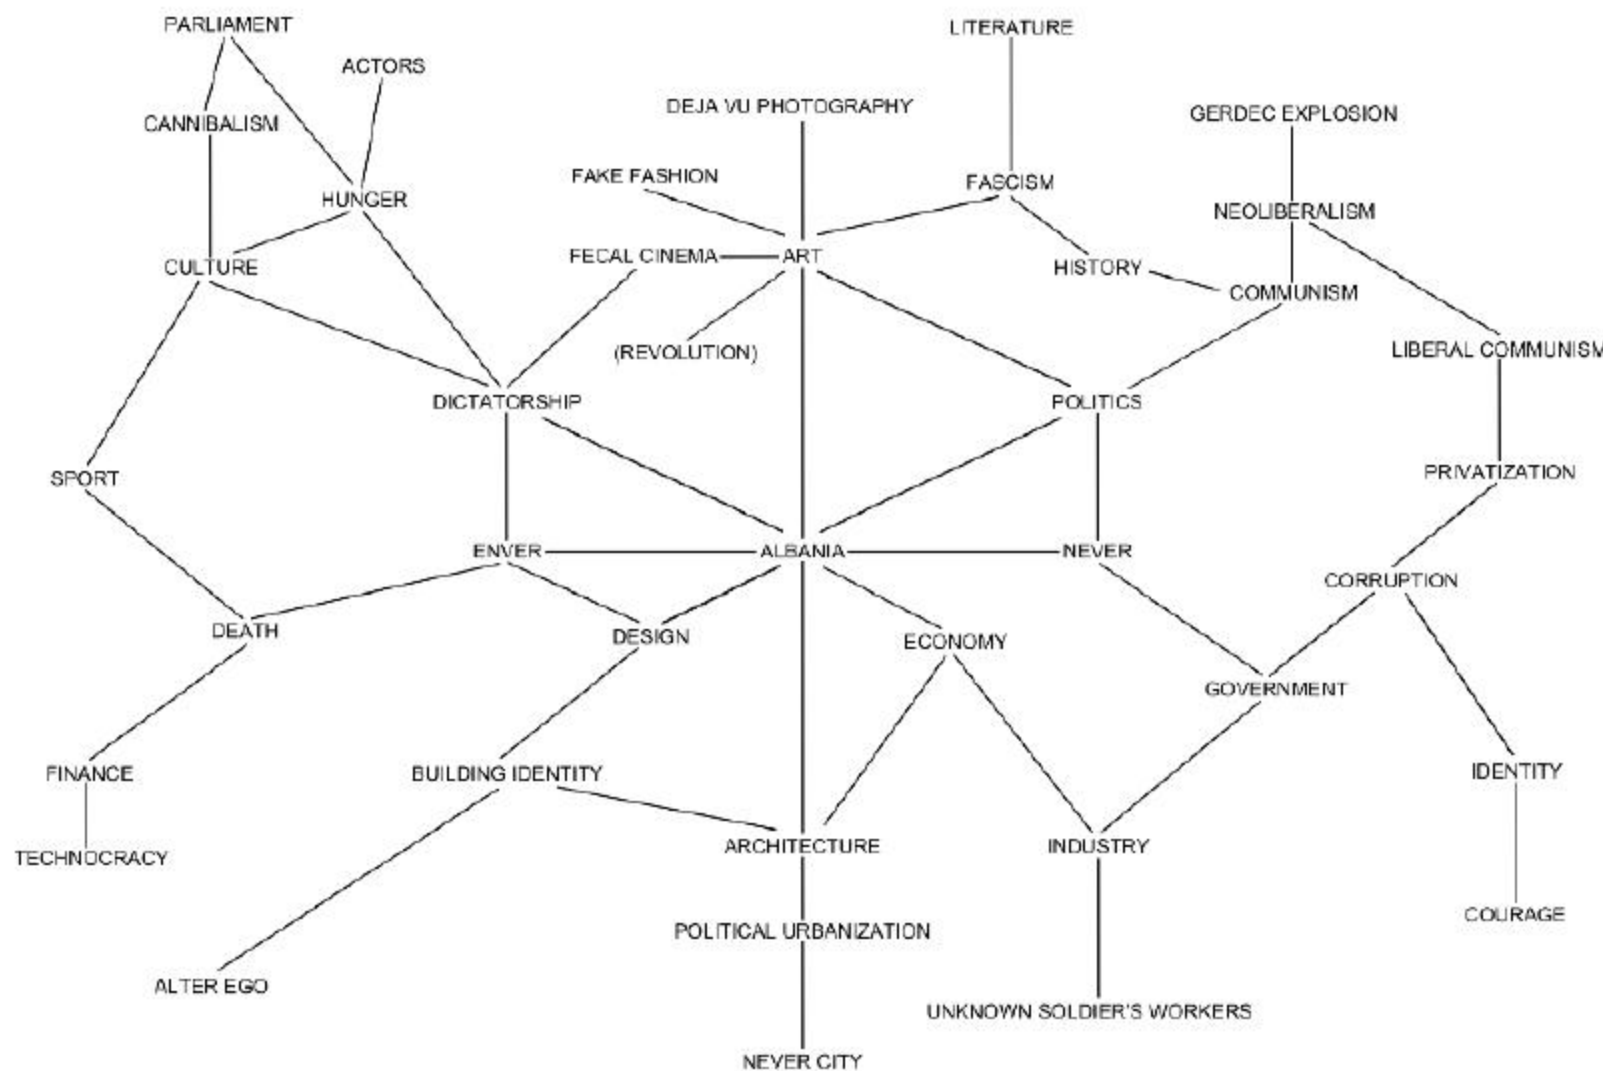 PARLIAMENT
LITERATURE
ACTORS
DEJA VU PHOTOGRAPHY
GERDEC EXPLOSION
CANNIBALISM
FAKE FASHION
FASCISM
HUNGER
NEOLIBERALISM
CULTURE
FECAL CINEMA
ART
HISTORY
COMMUNISM
(REVOLUTION)
LIBERAL COMMUNISM
DICTATORSHIP
POLITICS
SPORT
PRIVATIZATION
ENVER
ALBANIA
NEVER
CORRUPTION
DEATH
DESIGN
ECONOMY
GOVERNMENT
FINANCE
BUILDING IDENTITY
IDENTITY
TECHNOCRACY
ARCHITECTURE
INDUSTRY
COURAGE
POLITICAL URBANIZATION
ALTER EGO
UNKNOWN SOLDIER'S WORKERS
NEVER CITY